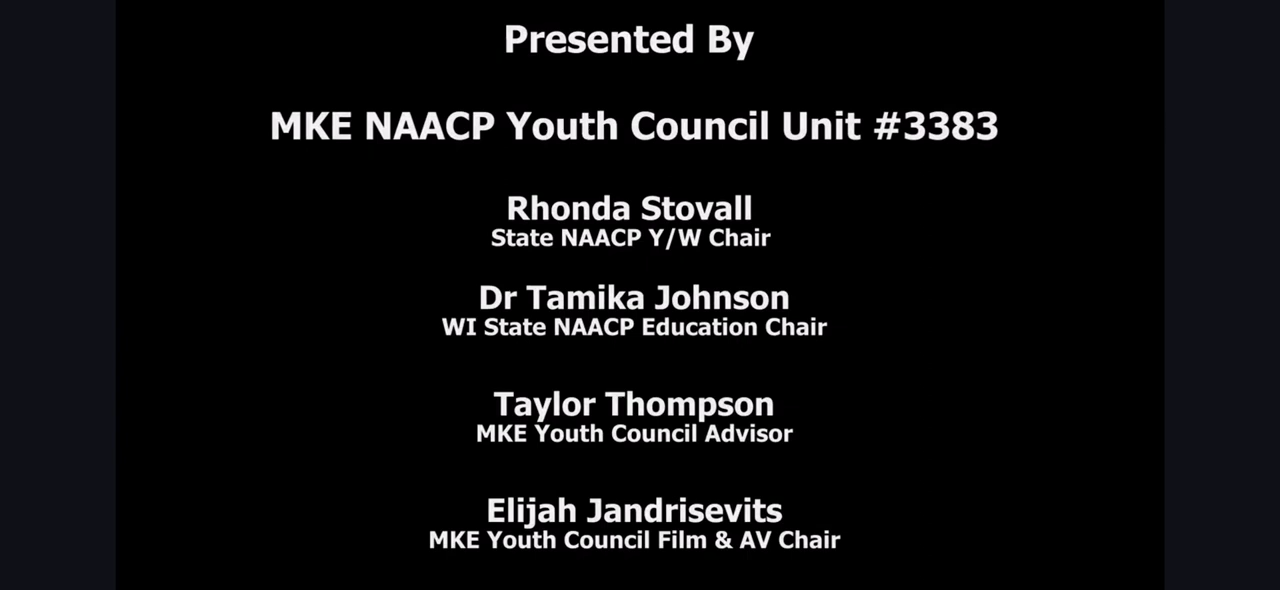 Presented By
MKE NAACP Youth Council Unit #3383
Rhonda Stovall
State NAACP Y/W Chair
Dr Tamika Johnson
WI State NAACP Education Chair
Taylor Thompson
MKE Youth Council Advisor
Elijah Jandrisevits
MKE Youth Council Film & AV Chair